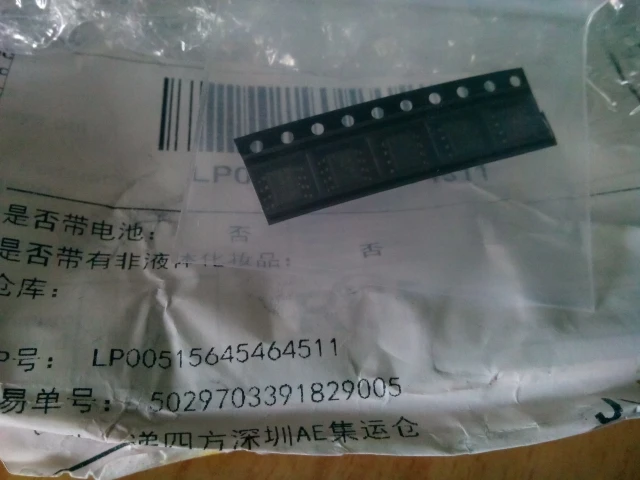 是否带电池： 否
是否带有非液体化妆品： 否
仓库：
P号： LP00515645464511
易单号： 5029703391829005
递四方深圳AE集运仓